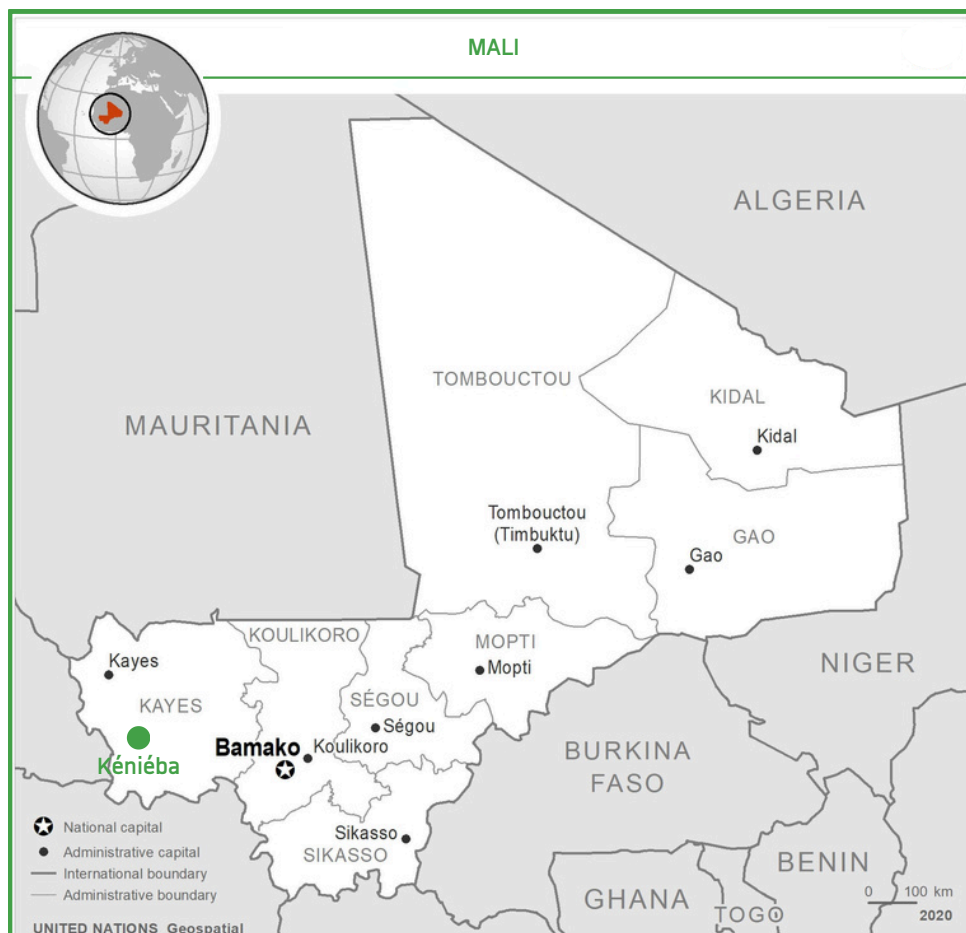 MALI
ALGERIA
TOMBOUCTOU
KIDAL
MAURITANIA
Kidal
Tombouctou
(Timbuktu)
GAO
Gao
KOULIKORO
MOPTI
Kayes
Mopti
NIGER
KAYES
SÉGOU
Ségou
Bamako
Koulikoro
BURKINA
FASO
Kéniéba
National capital
Sikasso
Administrative capital
SIKASSO
BENIN
International boundary
Administrative boundary
GHANA
0 100 km
TOGO
2020
UNITED NATIONS Geospatial